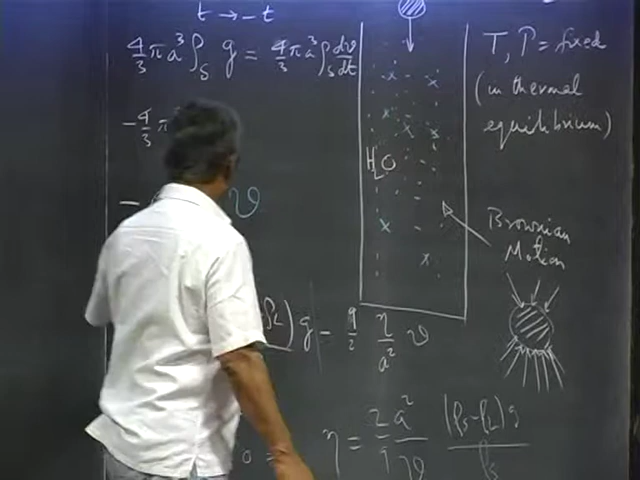 t → -t
4/3 πa³ρ_s g = 4/3 πa³ρ_s dv/dt
T, P = fixed
(in thermal
equilibrium)
- 4/3 π
H₂O
- v
Brownian
Motion
ρ_L) g - 9/2 η/a² v
η = 2/9 a²/v (ρ_s-ρ_L)g/ρ_s
0 =